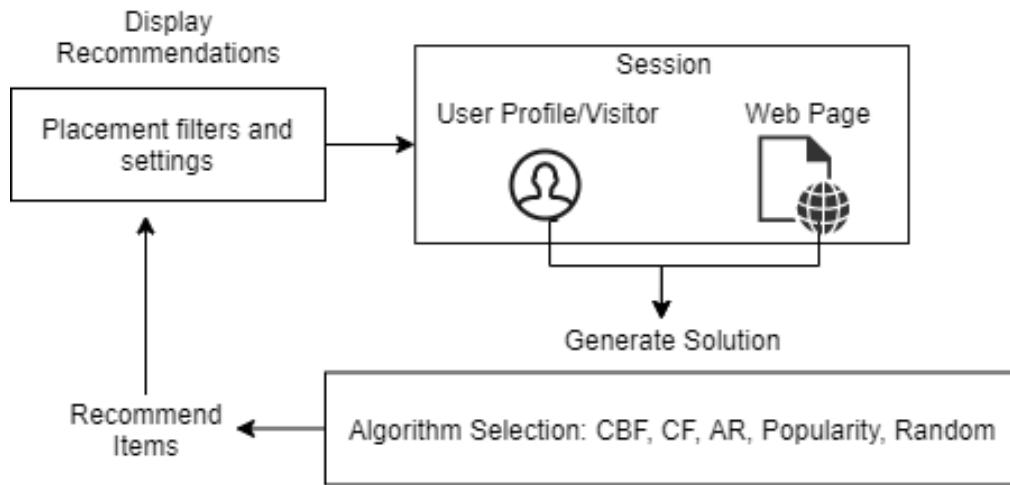 Display
Recommendations
Placement filters and
settings
Session
User Profile/Visitor
Web Page
Generate Solution
Algorithm Selection: CBF, CF, AR, Popularity, Random
Recommend
Items